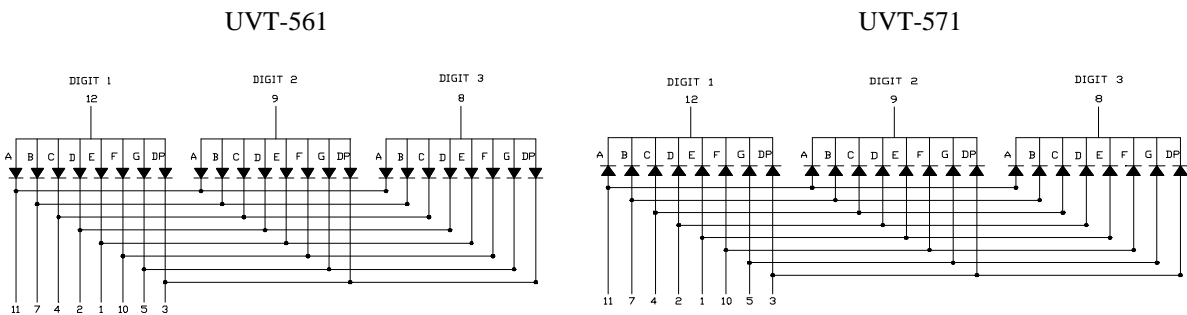 UVT-561
DIGIT 1 DIGIT 2 DIGIT 3
12 9 8
A B C D E F G DP A B C D E F G DP A B C D E F G DP
11 7 4 2 1 10 5 3
UVT-571
DIGIT 1 DIGIT 2 DIGIT 3
12 9 8
A B C D E F G DP A B C D E F G DP A B C D E F G DP
11 7 4 2 1 10 5 3